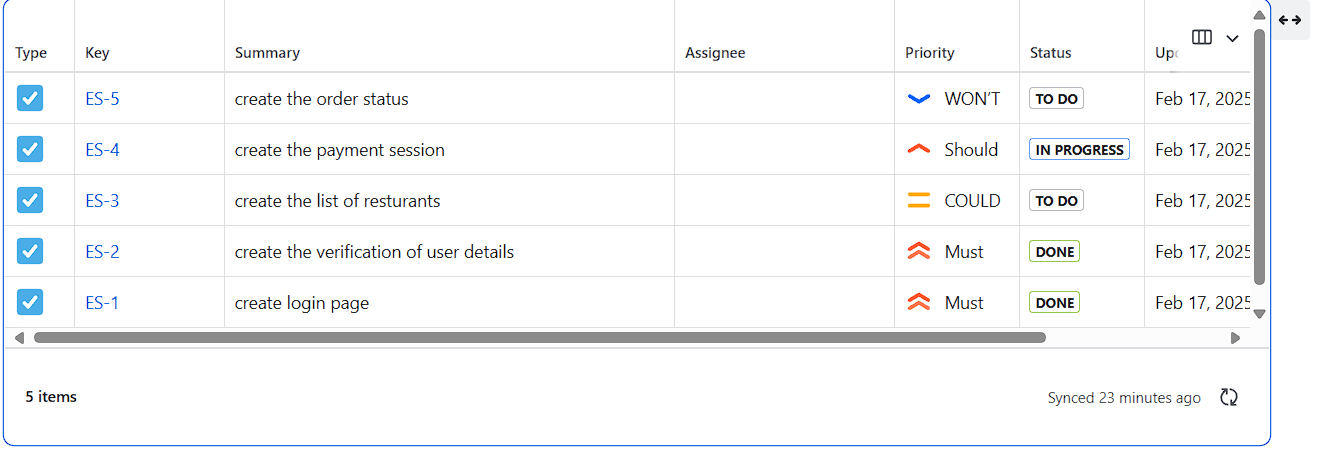 Type Key Summary Assignee Priority Status Upd
ES-5 create the order status WON'T TO DO Feb 17, 2025
ES-4 create the payment session Should IN PROGRESS Feb 17, 2025
ES-3 create the list of resturants COULD TO DO Feb 17, 2025
ES-2 create the verification of user details Must DONE Feb 17, 2025
ES-1 create login page Must DONE Feb 17, 2025
5 items Synced 23 minutes ago